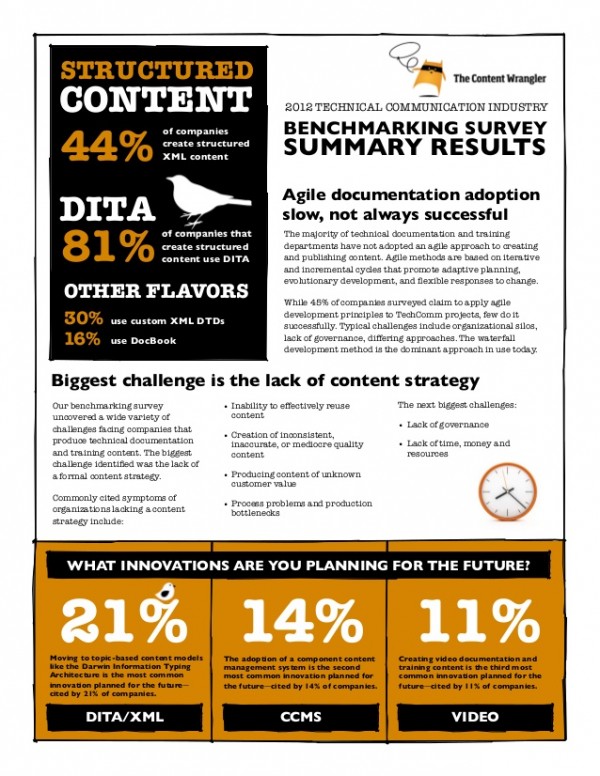 STRUCTURED
CONTENT
44%
of companies
create structured
XML content
DITA
81%
of companies that
create structured
content use DITA
OTHER FLAVORS
30% use custom XML DTDs
16% use DocBook
The Content Wrangler
2012 TECHNICAL COMMUNICATION INDUSTRY
BENCHMARKING SURVEY
SUMMARY RESULTS
Agile documentation adoption
slow, not always successful
The majority of technical documentation and training
departments have not adopted an agile approach to creating
and publishing content. Agile methods are based on iterative
and incremental cycles that promote adaptive planning,
evolutionary development, and flexible responses to change.
While 45% of companies surveyed claim to apply agile
development principles to TechComm projects, few do it
successfully. Typical challenges include organizational silos,
lack of governance, differing approaches. The waterfall
development method is the dominant approach in use today.
Biggest challenge is the lack of content strategy
Our benchmarking survey
uncovered a wide variety of
challenges facing companies that
produce technical documentation
and training content. The biggest
challenge identified was the lack of
a formal content strategy.
Commonly cited symptoms of
organizations lacking a content
strategy include:
• Inability to effectively reuse
content
• Creation of inconsistent,
inaccurate, or mediocre quality
content
• Producing content of unknown
customer value
• Process problems and production
bottlenecks
The next biggest challenges:
• Lack of governance
• Lack of time, money and
resources
WHAT INNOVATIONS ARE YOU PLANNING FOR THE FUTURE?
21%
Moving to topic-based content models
like the Darwin Information Typing
Architecture is the most common
innovation planned for the future—
cited by 21% of companies.
DITA/XML
14%
The adoption of a component content
management system is the second
most common innovation planned for
the future—cited by 14% of companies.
CCMS
11%
Creating video documentation and
training content is the third most
common innovation planned for the
future—cited by 11% of companies.
VIDEO